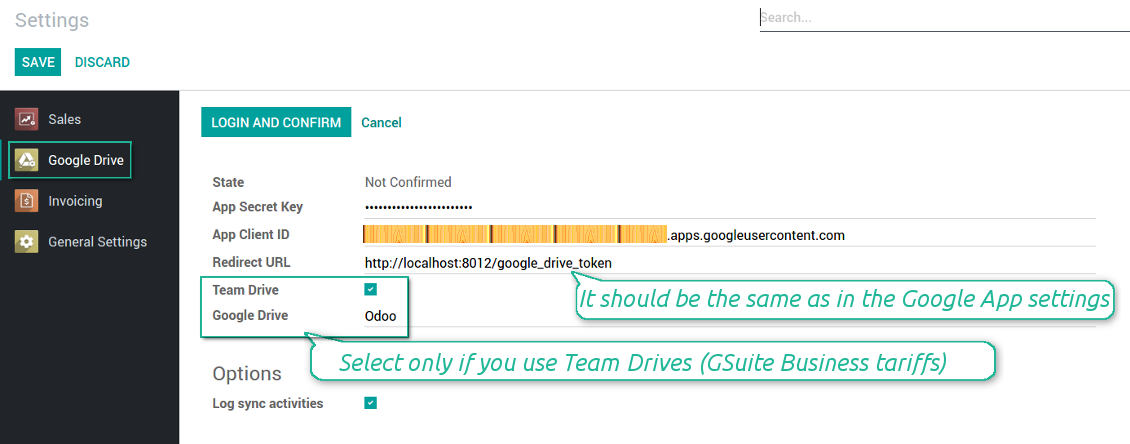 Settings
Search...
SAVE DISCARD
Sales
Google Drive
Invoicing
General Settings
LOGIN AND CONFIRM Cancel
State Not Confirmed
App Secret Key ••••••••••••••••••••••••
App Client ID .apps.googleusercontent.com
Redirect URL http://localhost:8012/google_drive_token
Team Drive
It should be the same as in the Google App settings
Google Drive Odoo
Select only if you use Team Drives (GSuite Business tariffs)
Options
Log sync activities